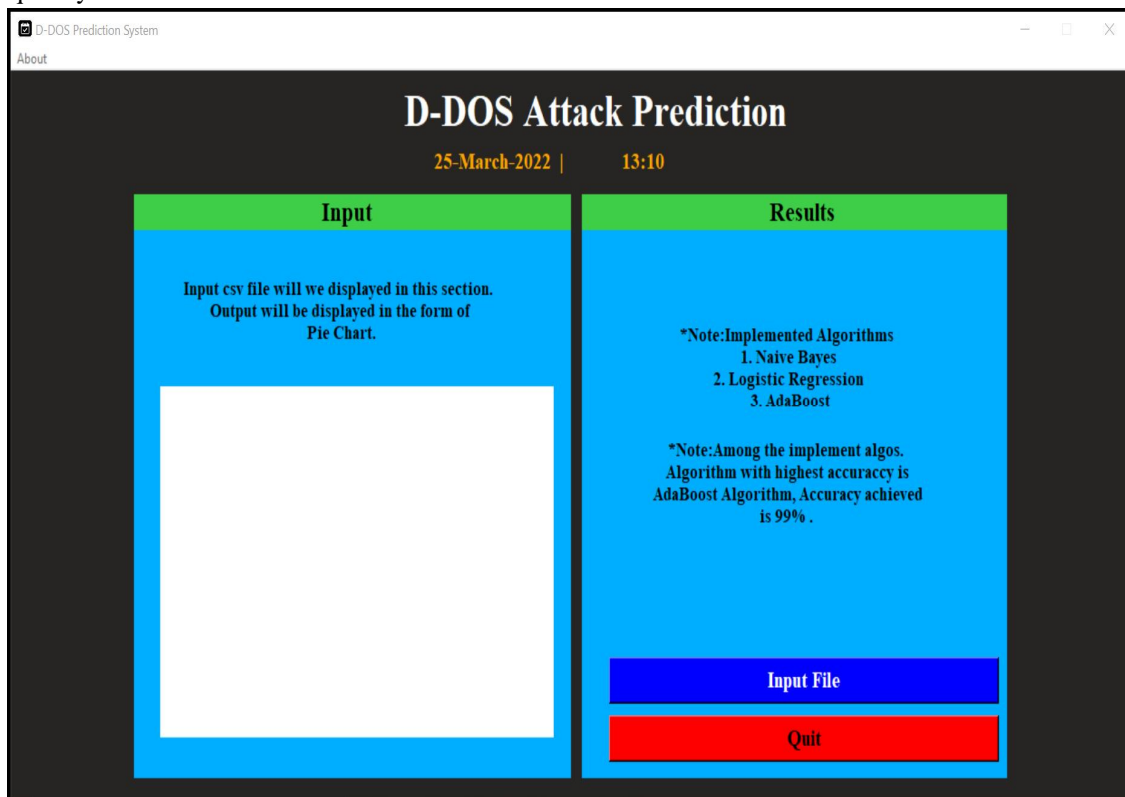 D-DOS Prediction System
About
D-DOS Attack Prediction
25-March-2022 | 13:10
Input
Input csv file will we displayed in this section.
Output will be displayed in the form of
Pie Chart.
Results
*Note:Implemented Algorithms
1. Naive Bayes
2. Logistic Regression
3. AdaBoost
*Note:Among the implement algos.
Algorithm with highest accuraccy is
AdaBoost Algorithm, Accuracy achieved
is 99% .
Input File
Quit